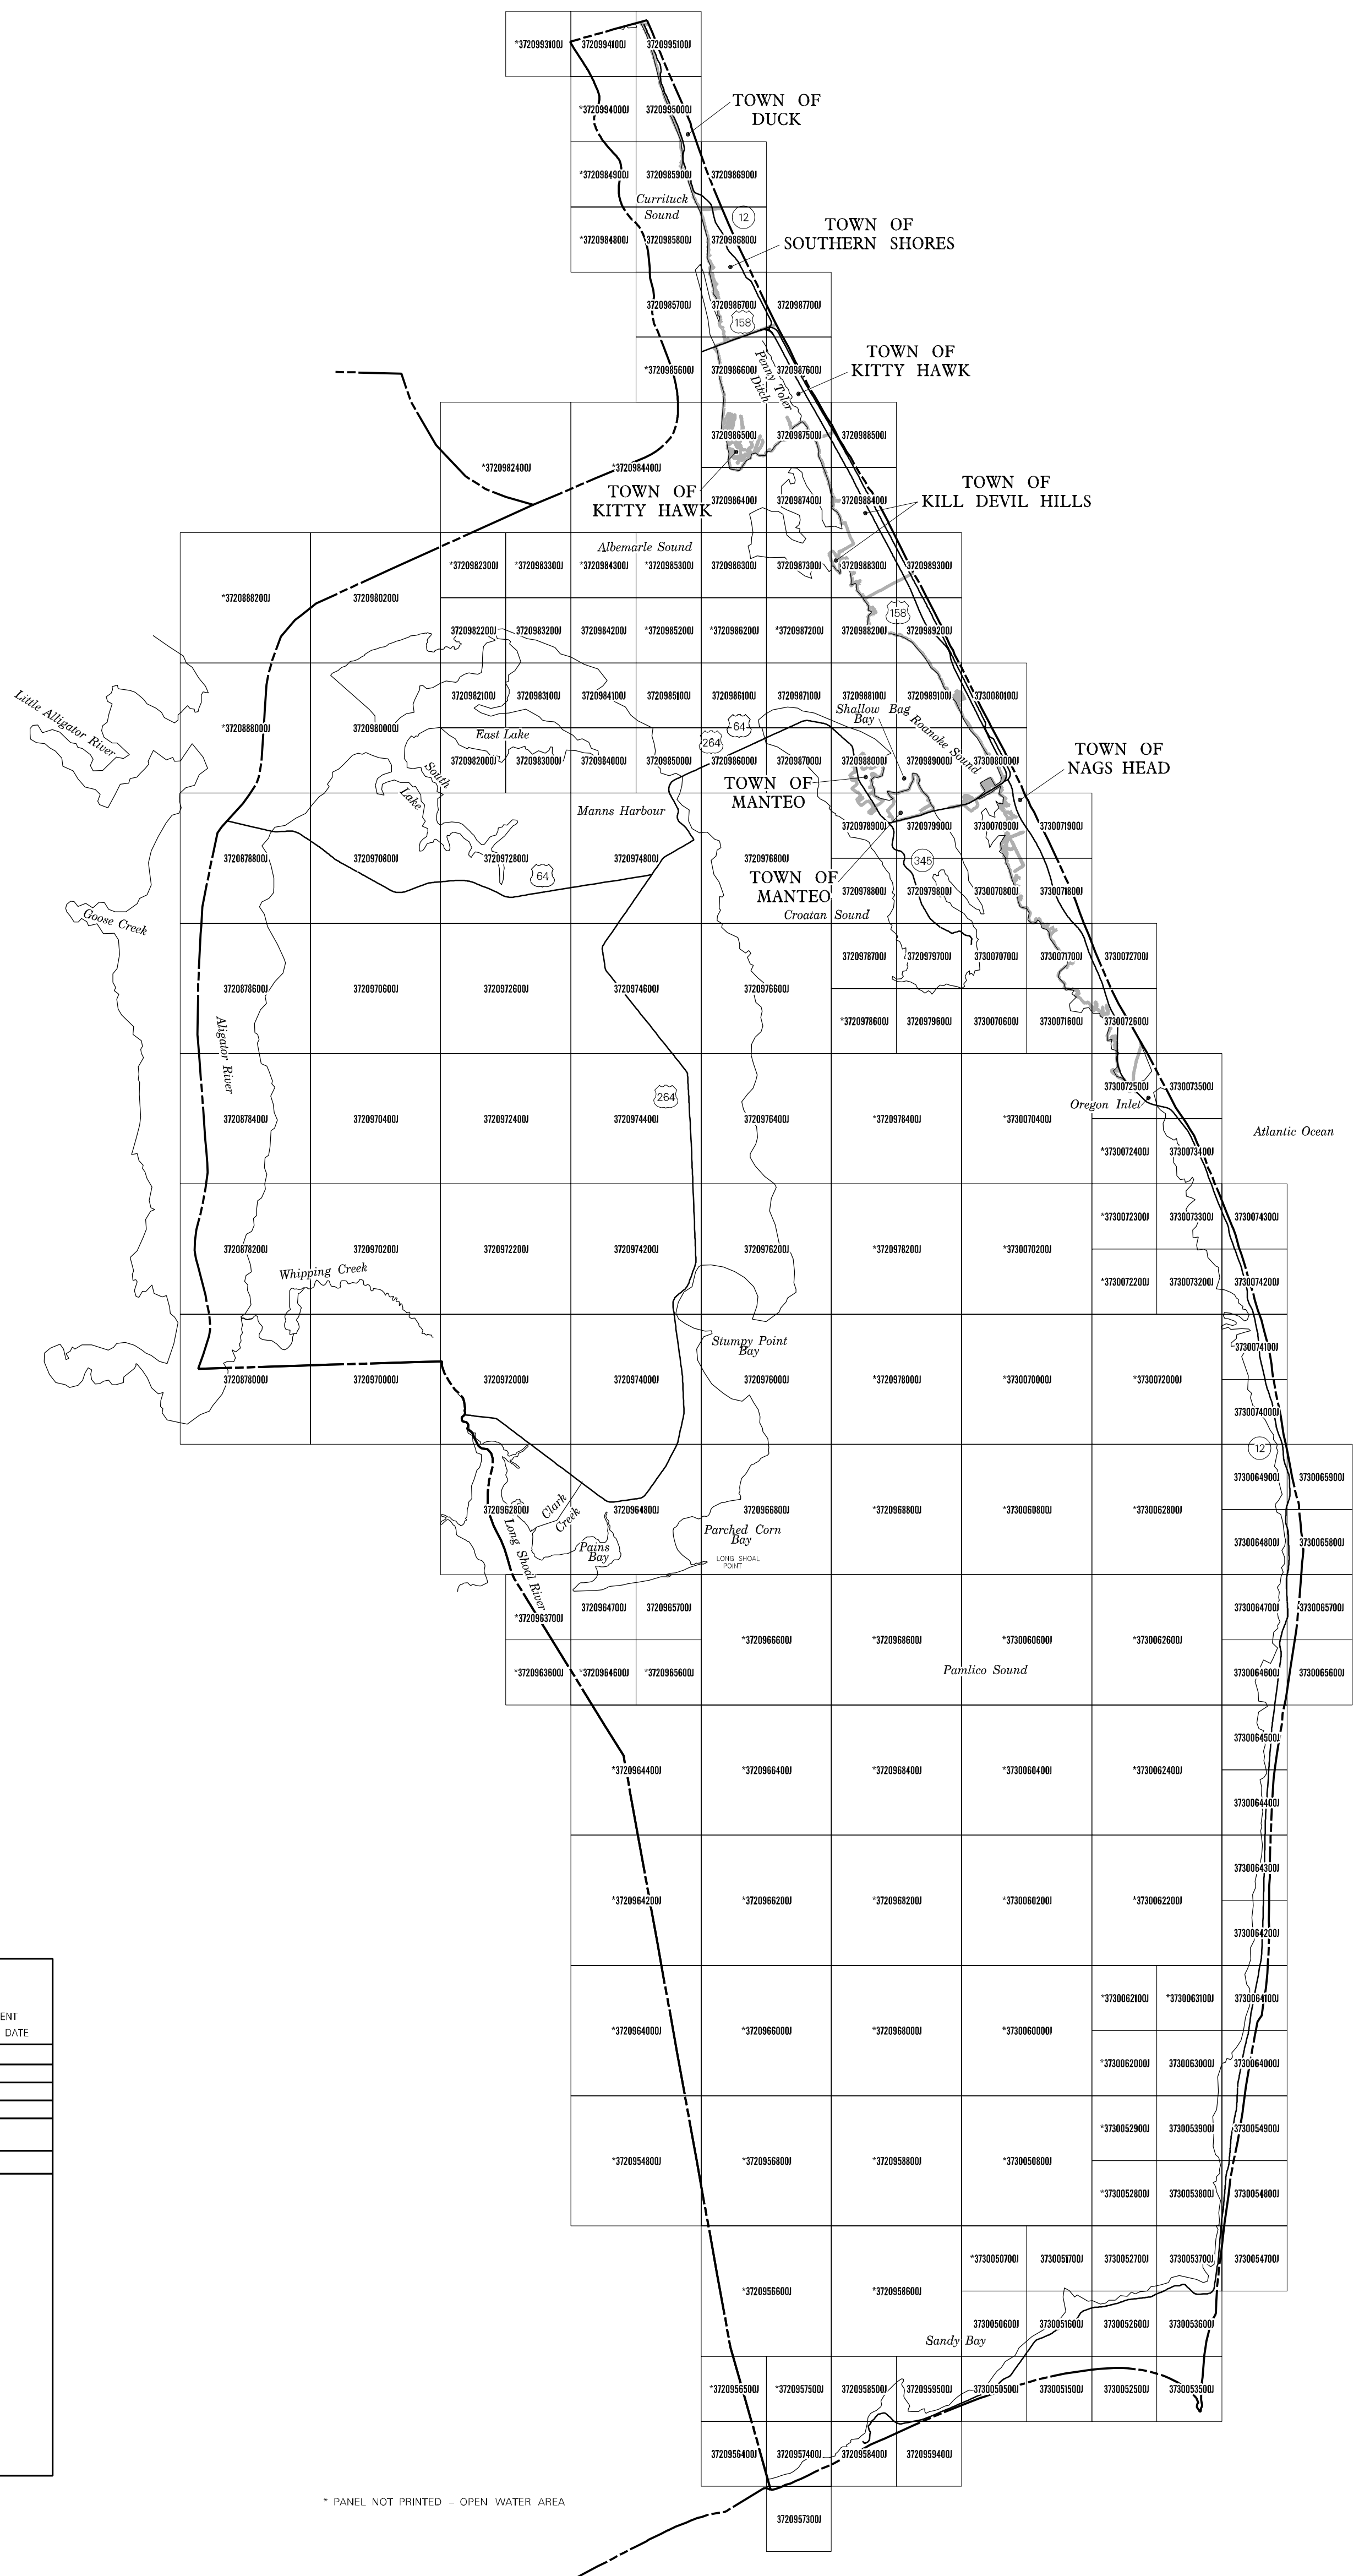 *3720993100J 3720994100J 3720995100J
*3720994000J 3720995000J
TOWN OF
DUCK
*3720984900J 3720985900J 3720986900J
Currituck
Sound
12
TOWN OF
SOUTHERN SHORES
*3720984800J 3720985800J 3720986800J
3720985700J 3720986700J 3720987700J
158
TOWN OF
KITTY HAWK
*3720985600J 3720986600J 3720987600J
Penny Toler
Ditch
3720986500J 3720987500J 3720988500J
*3720982400J *3720984400J
TOWN OF
KITTY HAWK
TOWN OF
KILL DEVIL HILLS
3720986400J 3720987400J 3720988400J
Albemarle Sound
*3720982300J *3720983300J *3720984300J *3720985300J 3720986300J 3720987300J 3720988300J 3720989300J
*3720888200J 3720980200J
158
3720982200J 3720983200J 3720984200J *3720985200J *3720986200J *3720987200J 3720988200J 3720989200J
3720982100J 3720983100J 3720984100J 3720985100J 3720986100J 3720987100J 3720988100J 3720989100J 3730080100J
Little Alligator River
Shallow Bag
Bay
Roanoke Sound
*3720888000J 3720980000J
East Lake
64
264
TOWN OF
NAGS HEAD
3720982000J 3720983000J 3720984000J 3720985000J 3720986000J 3720987000J 3720988000J 3720989000J 3730080000J
South
Lake
TOWN OF
MANTEO
Manns Harbour
3720978900J 3720979900J 3730070900J 3730071900J
3720878800J 3720970800J 3720972800J 3720974800J 3720976800J
64
345
TOWN OF
MANTEO
3720978800J 3720979800J 3730070800J 3730071800J
Croatan Sound
Goose Creek
3720978700J 3720979700J 3730070700J 3730071700J 3730072700J
3720878600J 3720970600J 3720972600J 3720974600J 3720976600J
*3720978600J 3720979600J 3730070600J 3730071600J 3730072600J
Aligator River
264
3730072500J 3730073500J
Oregon Inlet
3720878400J 3720970400J 3720972400J 3720974400J 3720976400J *3720978400J *3730070400J
Atlantic Ocean
*3730072400J 3730073400J
*3730072300J 3730073300J 3730074300J
3720878200J 3720970200J 3720972200J 3720974200J 3720976200J *3720978200J *3730070200J
Whipping Creek
*3730072200J 3730073200J 3730074200J
Stumpy Point
Bay
3730074100J
3720878000J 3720970000J 3720972000J 3720974000J 3720976000J *3720978000J *3730070000J *3730072000J
3730074000J
12
3730064900J 3730065900J
3720962800J 3720964800J 3720966800J *3720968800J *3730060800J *3730062800J
Clark
Creek
Long Shoal River
Pains
Bay
Parched Corn
Bay
LONG SHOAL
POINT
3730064800J 3730065800J
*3720963700J 3720964700J 3720965700J 3730064700J 3730065700J
*3720966600J *3720968600J *3730060600J *3730062600J
Pamlico Sound
*3720963600J *3720964600J *3720965600J 3730064600J 3730065600J
3730064500J
*3720964400J *3720966400J *3720968400J *3730060400J *3730062400J
3730064400J
3730064300J
*3720964200J *3720966200J *3720968200J *3730060200J *3730062200J
3730064200J
*3730062100J *3730063100J 3730064100J
*3720964000J *3720966000J *3720968000J *3730060000J
*3730062000J 3730063000J 3730064000J
ENT
DATE
*3730052900J 3730053900J 3730054900J
*3720954800J *3720956800J *3720958800J *3730050800J
*3730052800J 3730053800J 3730054800J
*3730050700J 3730051700J 3730052700J 3730053700J 3730054700J
*3720956600J *3720958600J
3730050600J 3730051600J 3730052600J 3730053600J
Sandy Bay
*3720956500J *3720957500J 3720958500J 3720959500J 3730050500J 3730051500J 3730052500J 3730053500J
3720956400J 3720957400J 3720958400J 3720959400J
* PANEL NOT PRINTED – OPEN WATER AREA
3720957300J